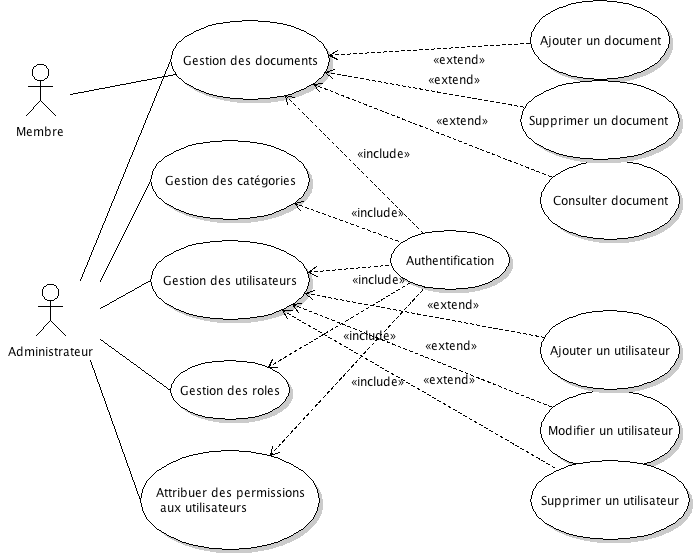 Ajouter un document
Gestion des documents
«extend»
«extend»
Membre
«extend»
Supprimer un document
«include»
Gestion des catégories
Consulter document
«include»
Authentification
Gestion des utilisateurs
«include»
«extend»
Administrateur
«include»
«extend»
Ajouter un utilisateur
Gestion des roles
«include»
«extend»
Modifier un utilisateur
Attribuer des permissions
aux utilisateurs
Supprimer un utilisateur